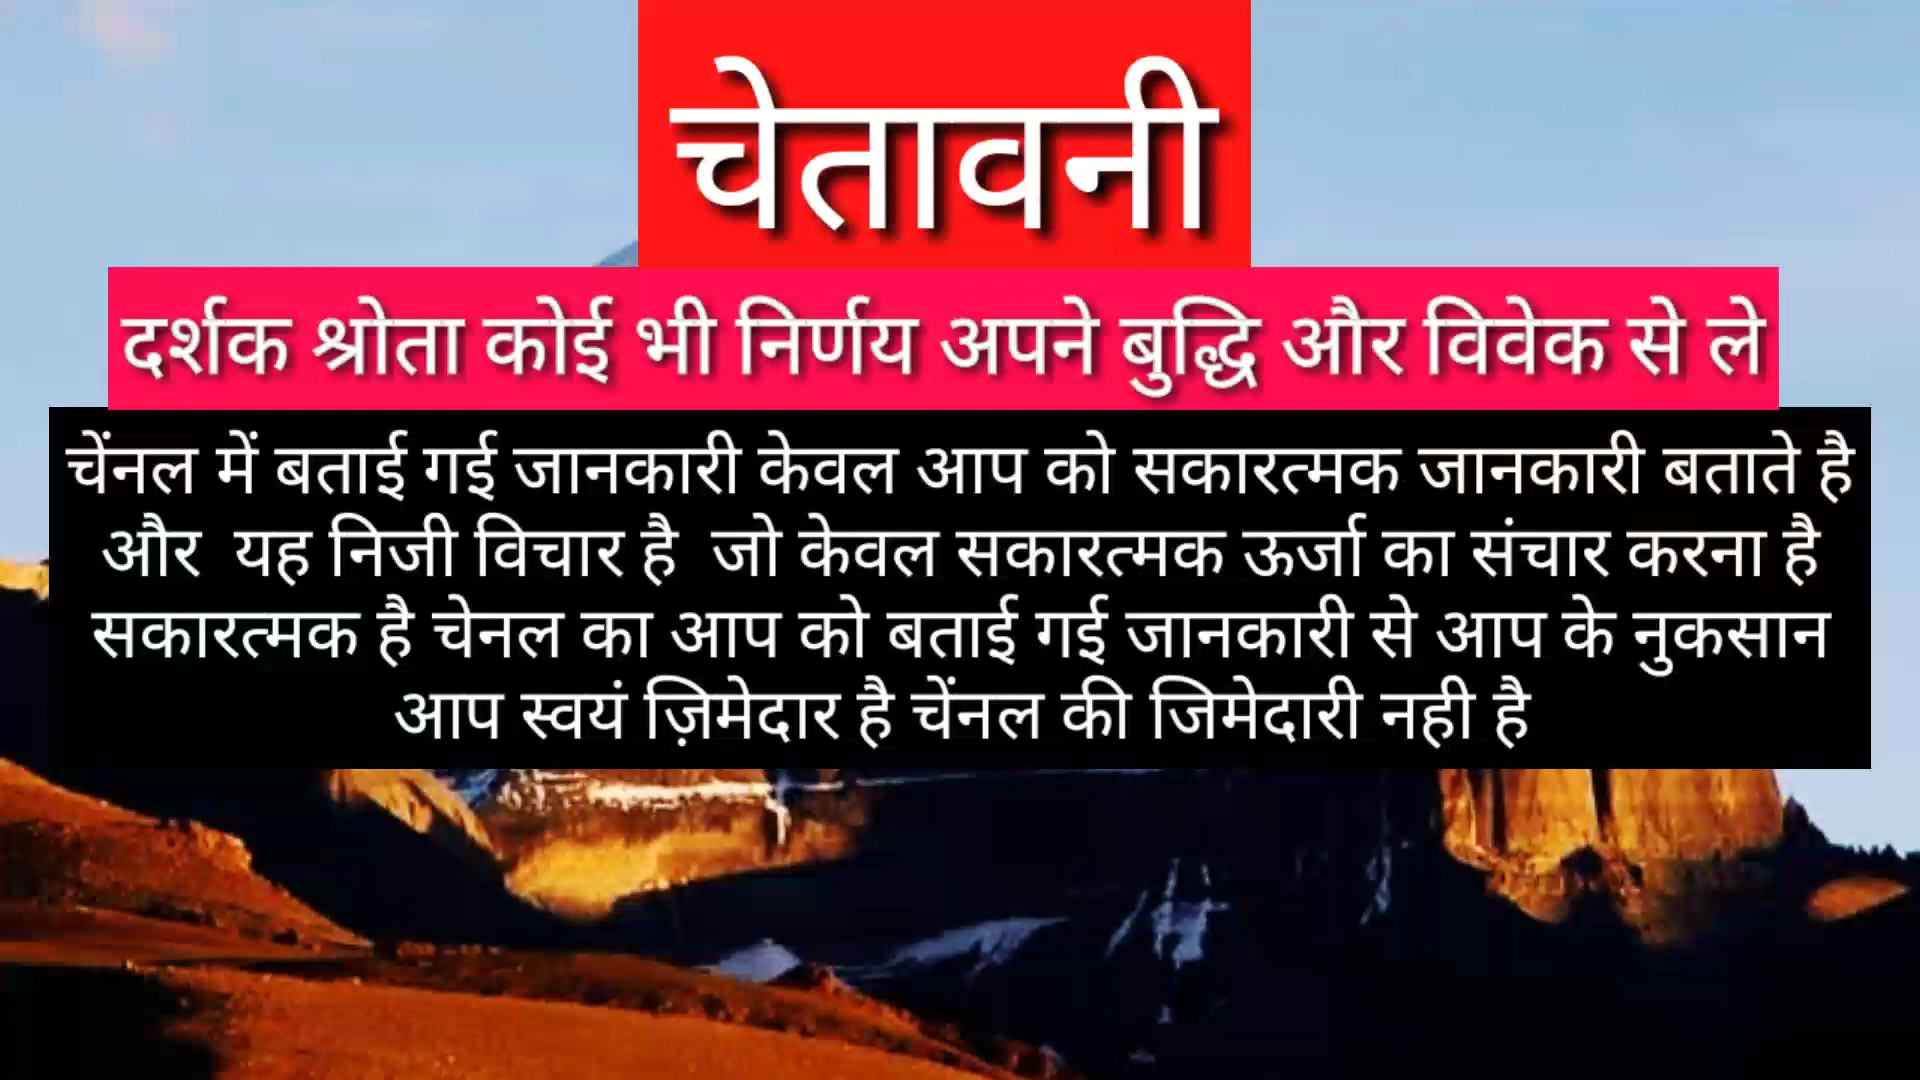 चेतावनी
दर्शक श्रोता कोई भी निर्णय अपने बुद्धि और विवेक से ले
चेंनल में बताई गई जानकारी केवल आप को सकारत्मक जानकारी बताते है
और यह निजी विचार है जो केवल सकारत्मक ऊर्जा का संचार करना है
सकारत्मक है चेनल का आप को बताई गई जानकारी से आप के नुकसान
आप स्वयं ज़िमेदार है चेंनल की जिमेदारी नही है